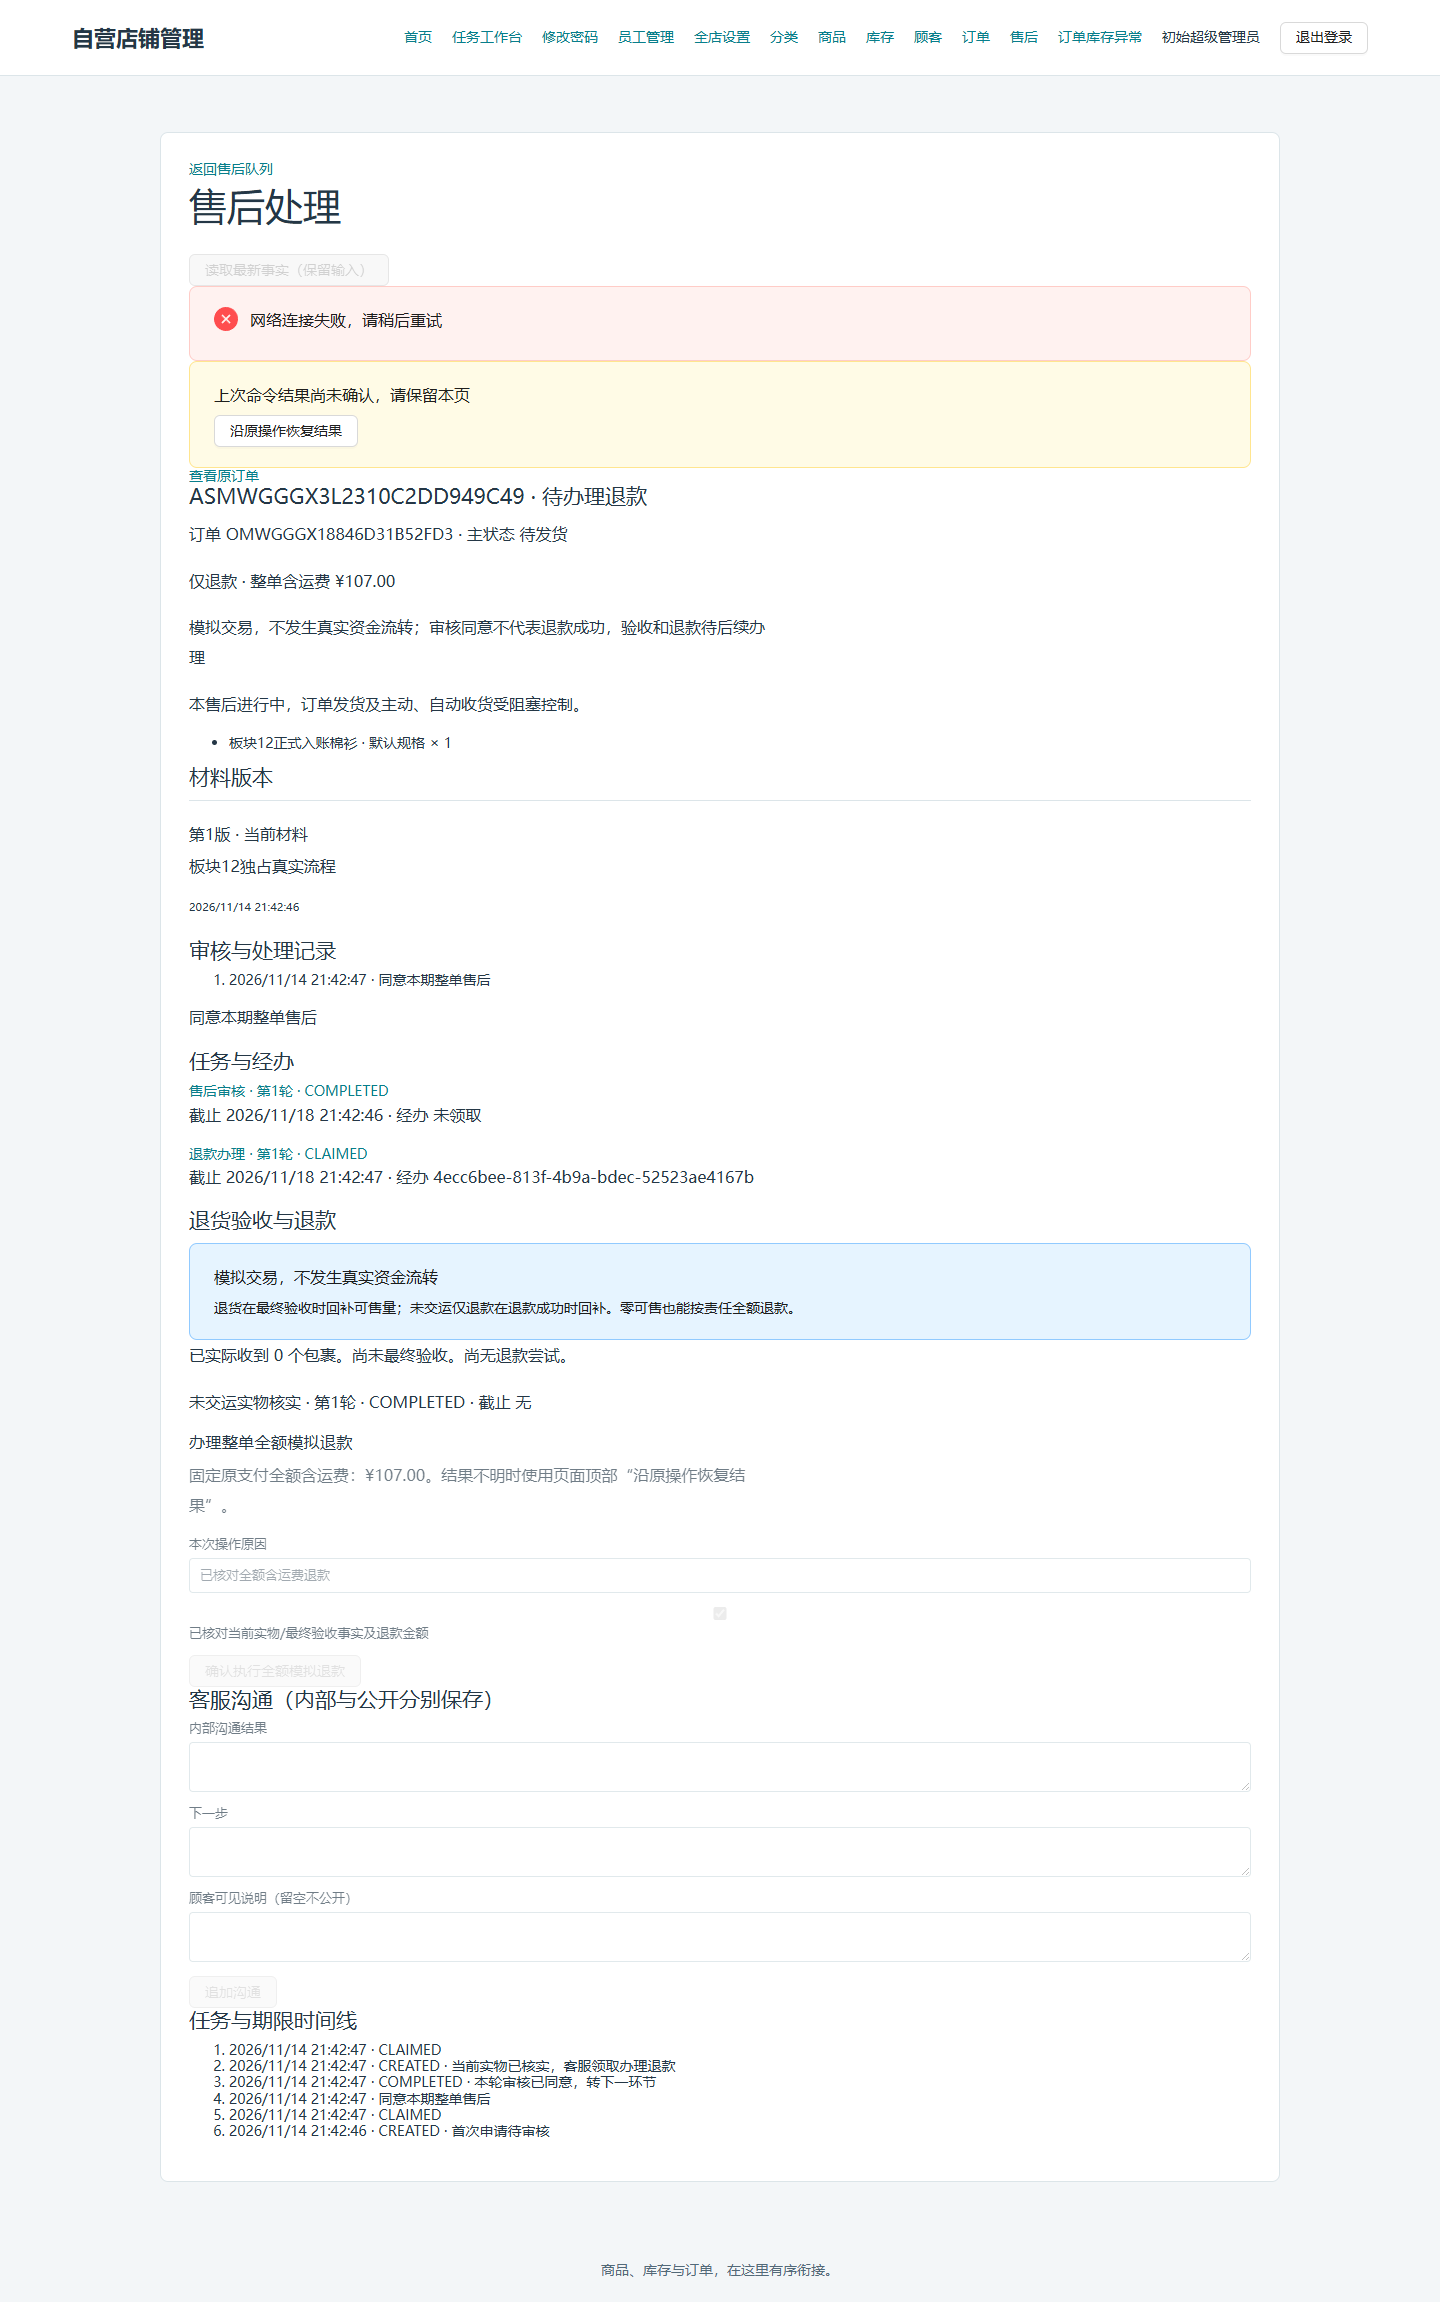 自营店铺管理
首页 任务工作台 修改密码 员工管理 全店设置 分类 商品 库存 顾客 订单 售后 订单库存异常 初始超级管理员 退出登录
返回售后队列
售后处理
读取最新事实（保留输入）
网络连接失败，请稍后重试
上次命令结果尚未确认，请保留本页
沿原操作恢复结果
查看原订单
ASMWGGGX3L2310C2DD949C49 · 待办理退款
订单 OMWGGGX18846D31B52FD3 · 主状态 待发货
仅退款 · 整单含运费 ¥107.00
模拟交易，不发生真实资金流转；审核同意不代表退款成功，验收和退款待后续办
理
本售后进行中，订单发货及主动、自动收货受阻塞控制。
• 板块12正式入账棉衫 · 默认规格 × 1
材料版本
第1版 · 当前材料
板块12独占真实流程
2026/11/14 21:42:46
审核与处理记录
1. 2026/11/14 21:42:47 · 同意本期整单售后
同意本期整单售后
任务与经办
售后审核 · 第1轮 · COMPLETED
截止 2026/11/18 21:42:46 · 经办 未领取
退款办理 · 第1轮 · CLAIMED
截止 2026/11/18 21:42:47 · 经办 4ecc6bee-813f-4b9a-bdec-52523ae4167b
退货验收与退款
模拟交易，不发生真实资金流转
退货在最终验收时回补可售量；未交运仅退款在退款成功时回补。零可售也能按责任全额退款。
已实际收到 0 个包裹。尚未最终验收。尚无退款尝试。
未交运实物核实 · 第1轮 · COMPLETED · 截止 无
办理整单全额模拟退款
固定原支付全额含运费：¥107.00。结果不明时使用页面顶部“沿原操作恢复结
果”。
本次操作原因
已核对全额含运费退款
已核对当前实物/最终验收事实及退款金额
确认执行全额模拟退款
客服沟通（内部与公开分别保存）
内部沟通结果
下一步
顾客可见说明（留空不公开）
追加沟通
任务与期限时间线
1. 2026/11/14 21:42:47 · CLAIMED
2. 2026/11/14 21:42:47 · CREATED · 当前实物已核实，客服领取办理退款
3. 2026/11/14 21:42:47 · COMPLETED · 本轮审核已同意，转下一环节
4. 2026/11/14 21:42:47 · 同意本期整单售后
5. 2026/11/14 21:42:47 · CLAIMED
6. 2026/11/14 21:42:46 · CREATED · 首次申请待审核
商品、库存与订单，在这里有序衔接。